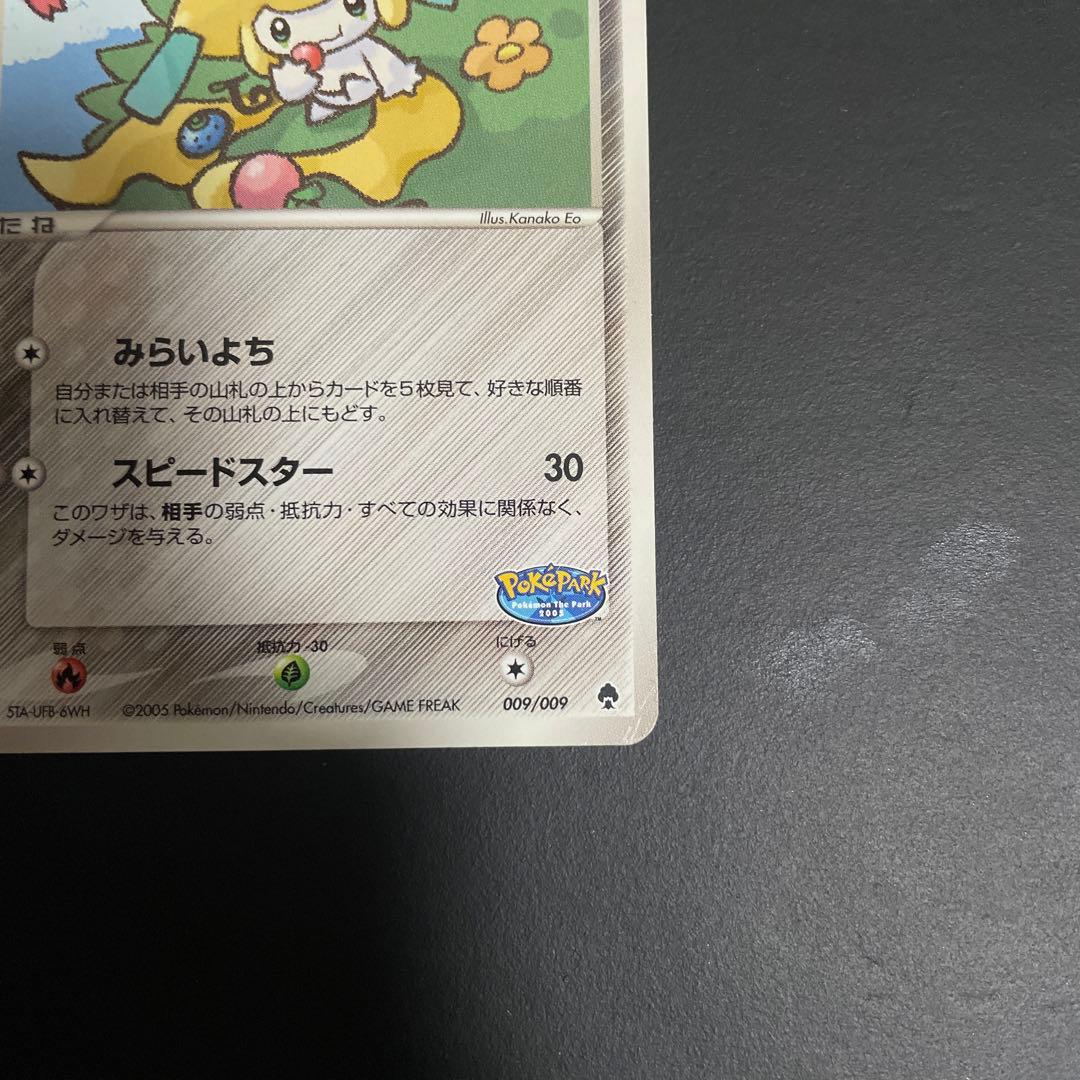 たね
Illus.Kanako Eo
みらいよち
自分または相手の山札の上からカードを5枚見て、好きな順番
に入れ替えて、その山札の上にもどす。
スピードスター 30
このワザは、相手の弱点・抵抗力・すべての効果に関係なく、
ダメージを与える。
POKéPARK
Pokémon The Park
2005
TM
弱点 抵抗力 -30 にげる
5TA-UFB-6WH ©2005 Pokémon/Nintendo/Creatures/GAME FREAK 009/009